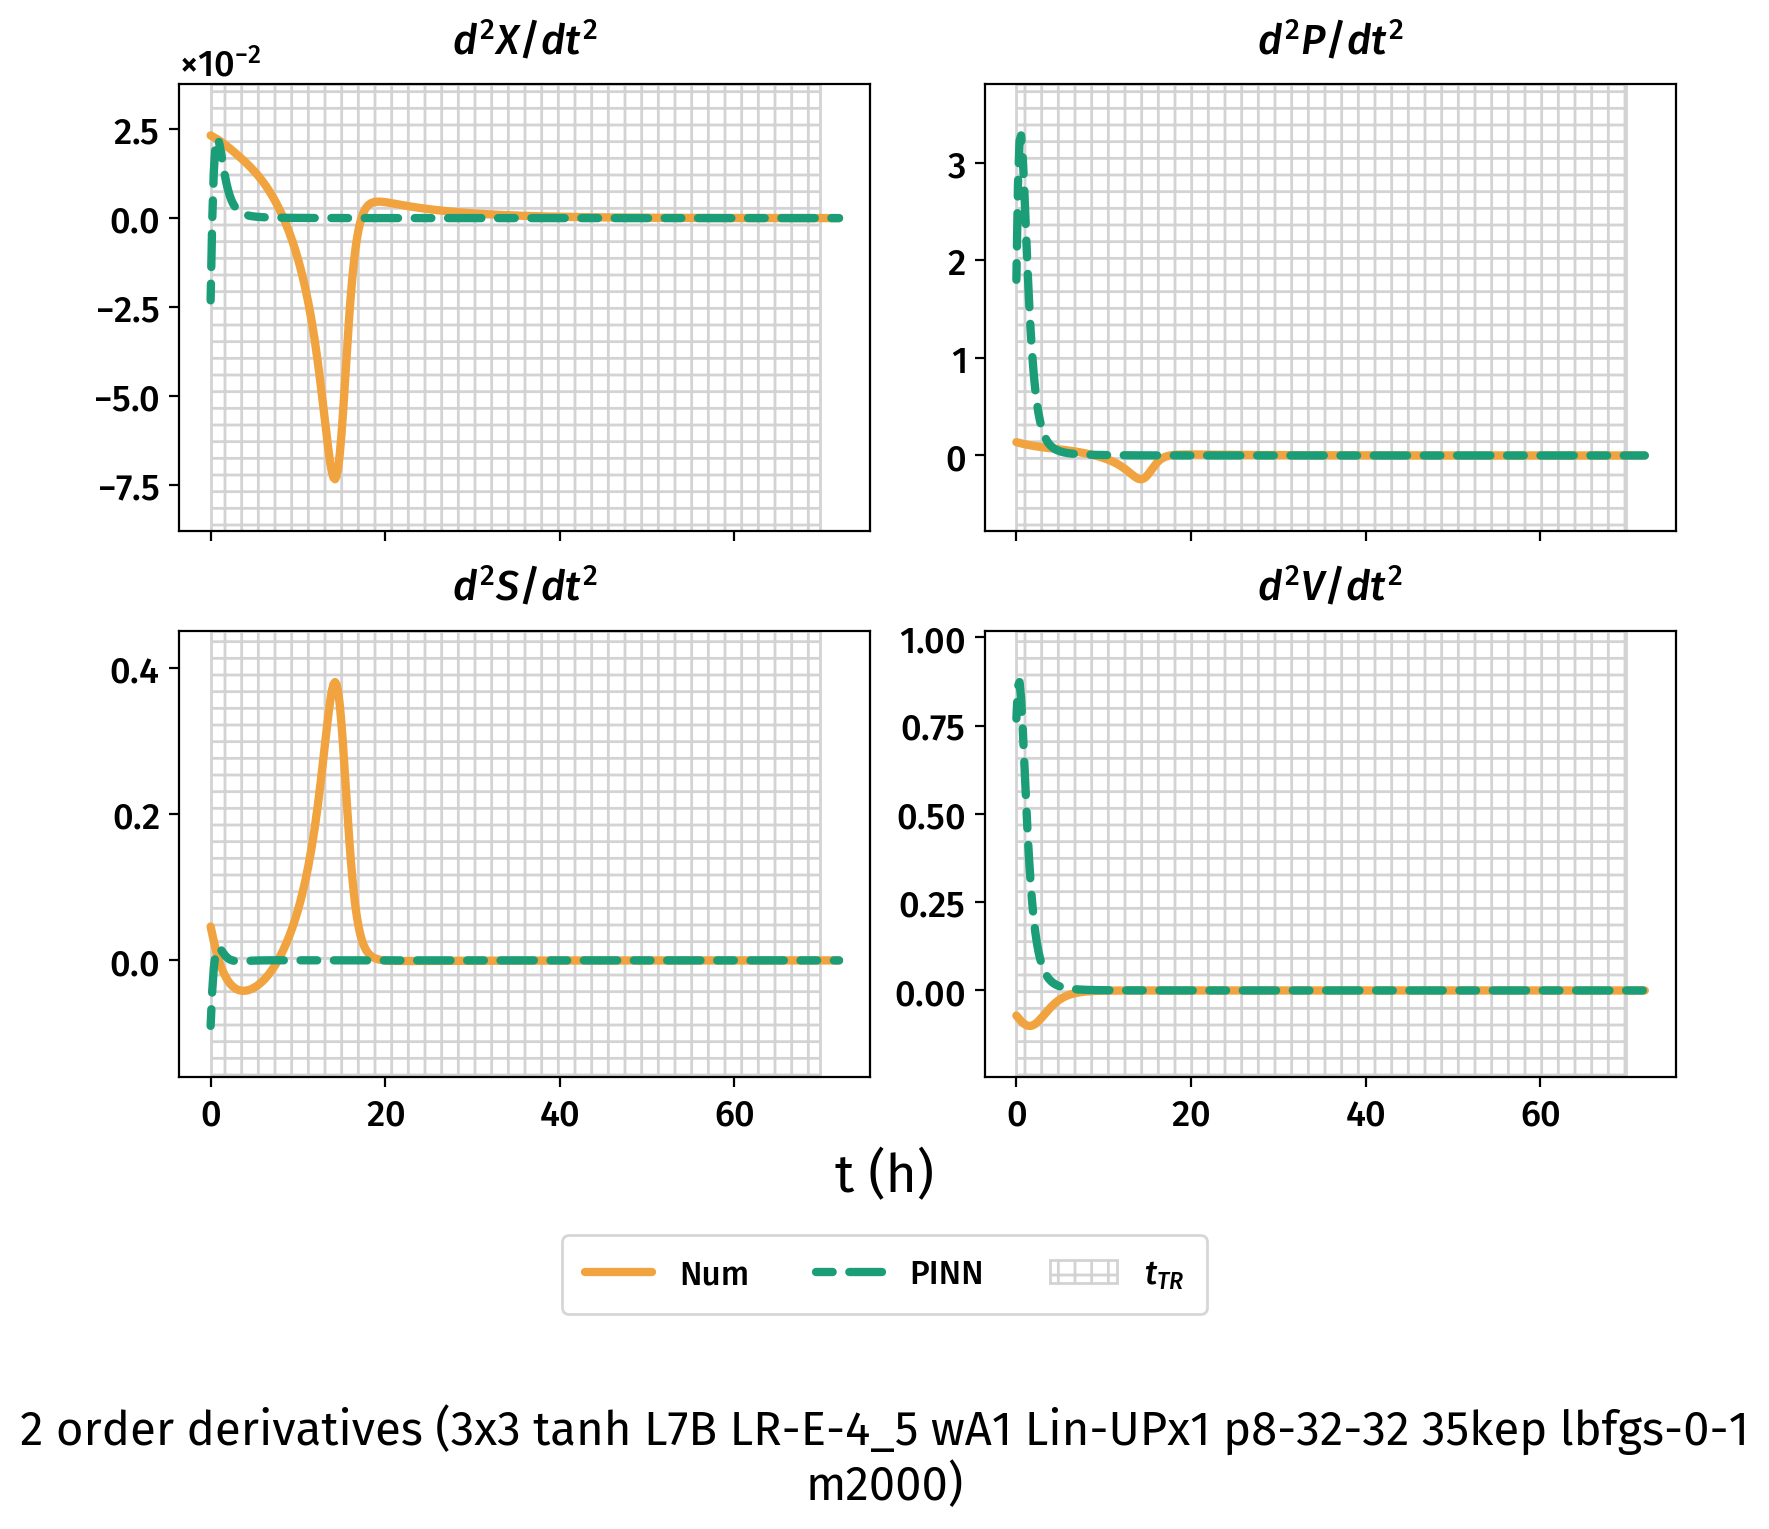 d²X/dt²
d²P/dt²
×10⁻²
2.5
0.0
−2.5
−5.0
−7.5
3
2
1
0
d²S/dt²
d²V/dt²
0.4
0.2
0.0
1.00
0.75
0.50
0.25
0.00
0 20 40 60
0 20 40 60
t (h)
Num PINN t_TR
2 order derivatives (3x3 tanh L7B LR-E-4_5 wA1 Lin-UPx1 p8-32-32 35kep lbfgs-0-1
m2000)